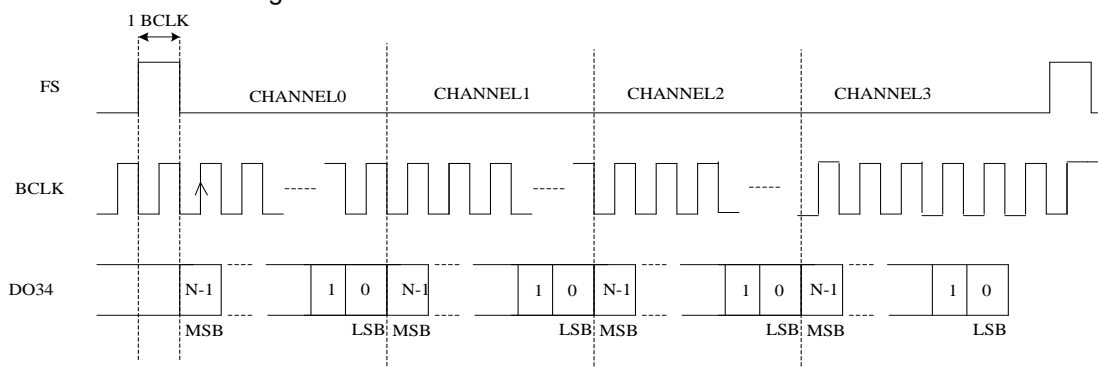 1 BCLK
FS
CHANNEL0 CHANNEL1 CHANNEL2 CHANNEL3
BCLK
DO34
N-1 1 0 N-1 1 0 N-1 1 0 N-1 1 0
MSB LSB MSB LSB MSB LSB MSB LSB